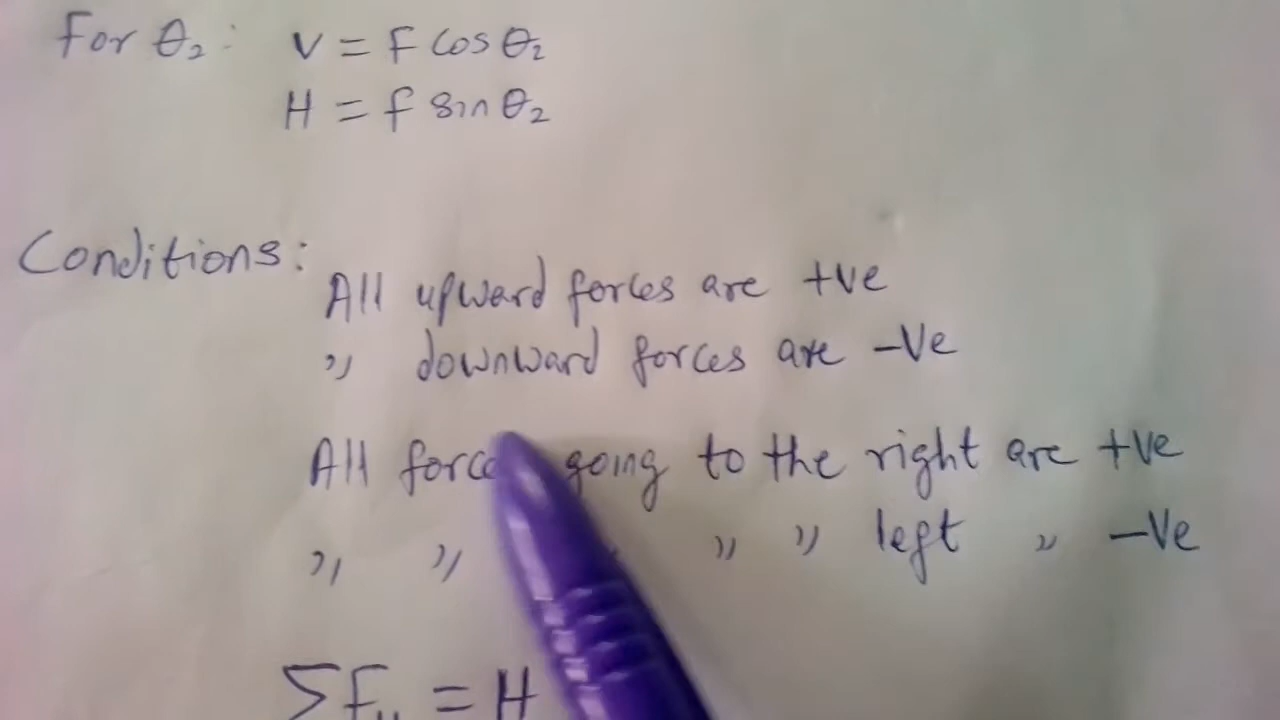 For θ₂: V = F Cos θ₂
H = f sin θ₂
Conditions:
All upward forces are +ve
,, downward forces are -Ve
All forces going to the right are +ve
,, ,, ,, ,, left ,, -Ve
ΣF = H